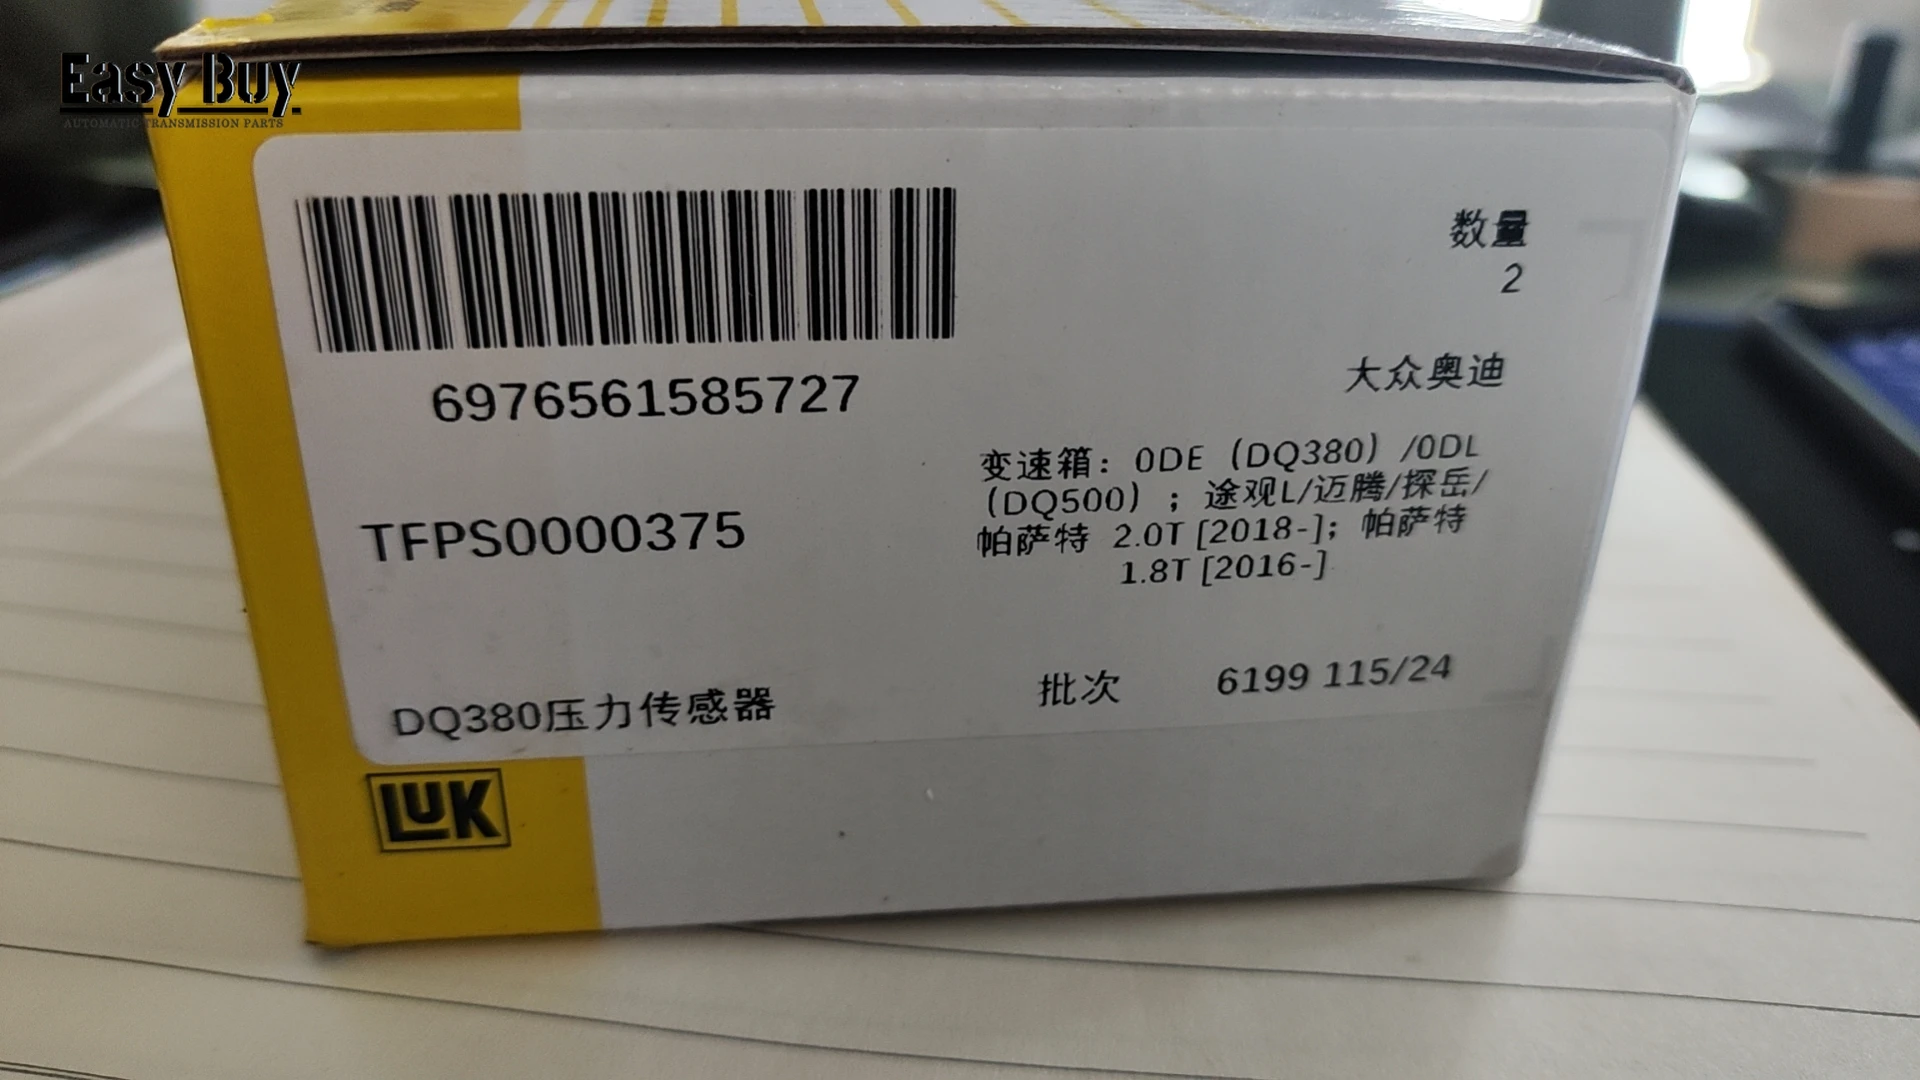 Easy Buy
AUTOMATIC TRANSMISSION PARTS
数量
2
6976561585727
大众奥迪
变速箱：0DE（DQ380）/0DL
（DQ500）；途观L/迈腾/探岳/
帕萨特 2.0T [2018-]；帕萨特
1.8T [2016-]
TFPS0000375
批次 6199 115/24
DQ380压力传感器
LUK